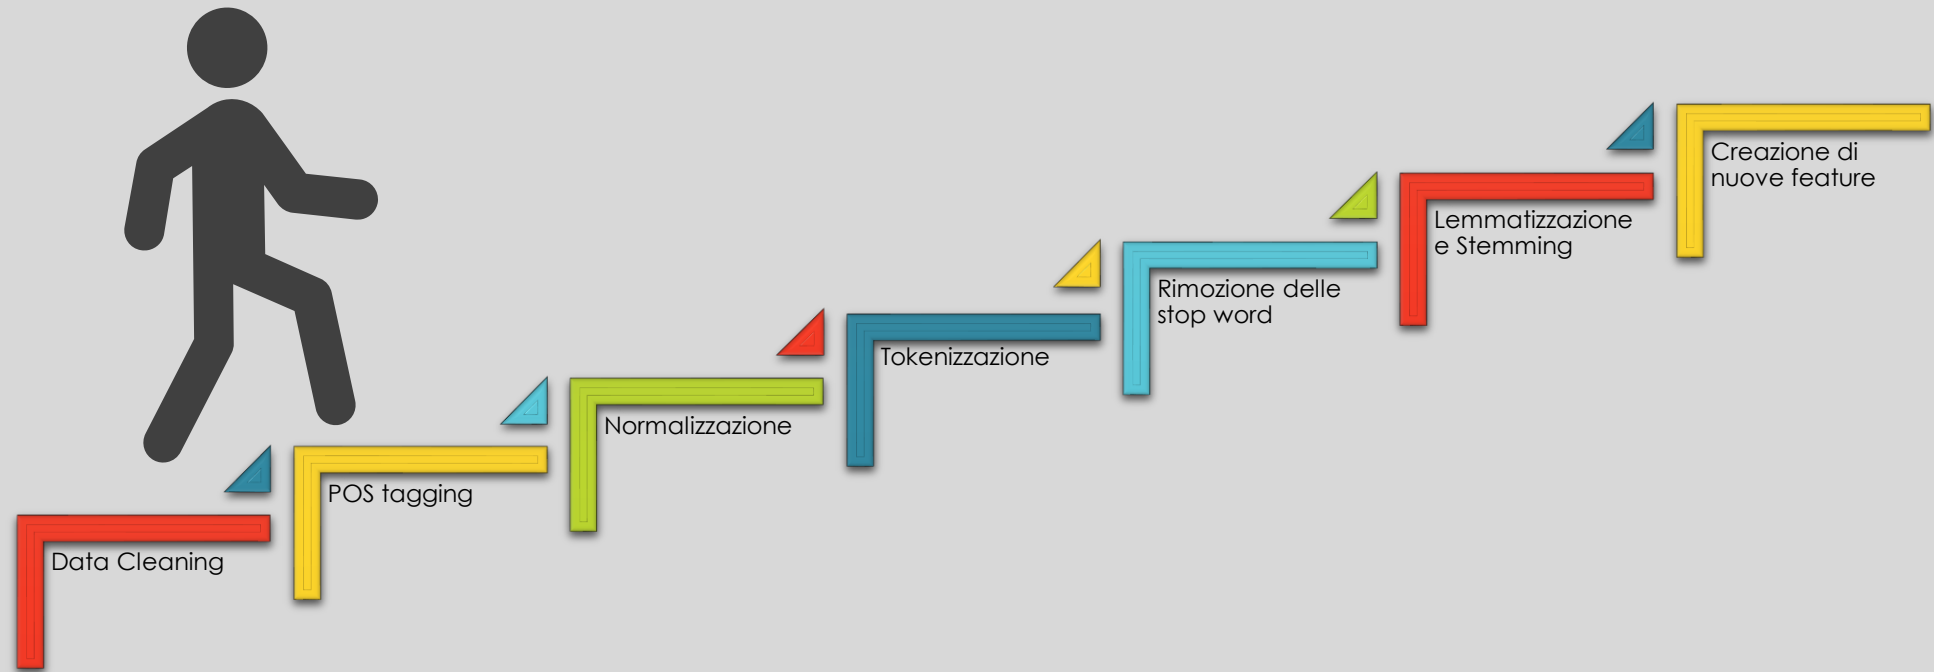 Data Cleaning
POS tagging
Normalizzazione
Tokenizzazione
Rimozione delle
stop word
Lemmatizzazione
e Stemming
Creazione di
nuove feature